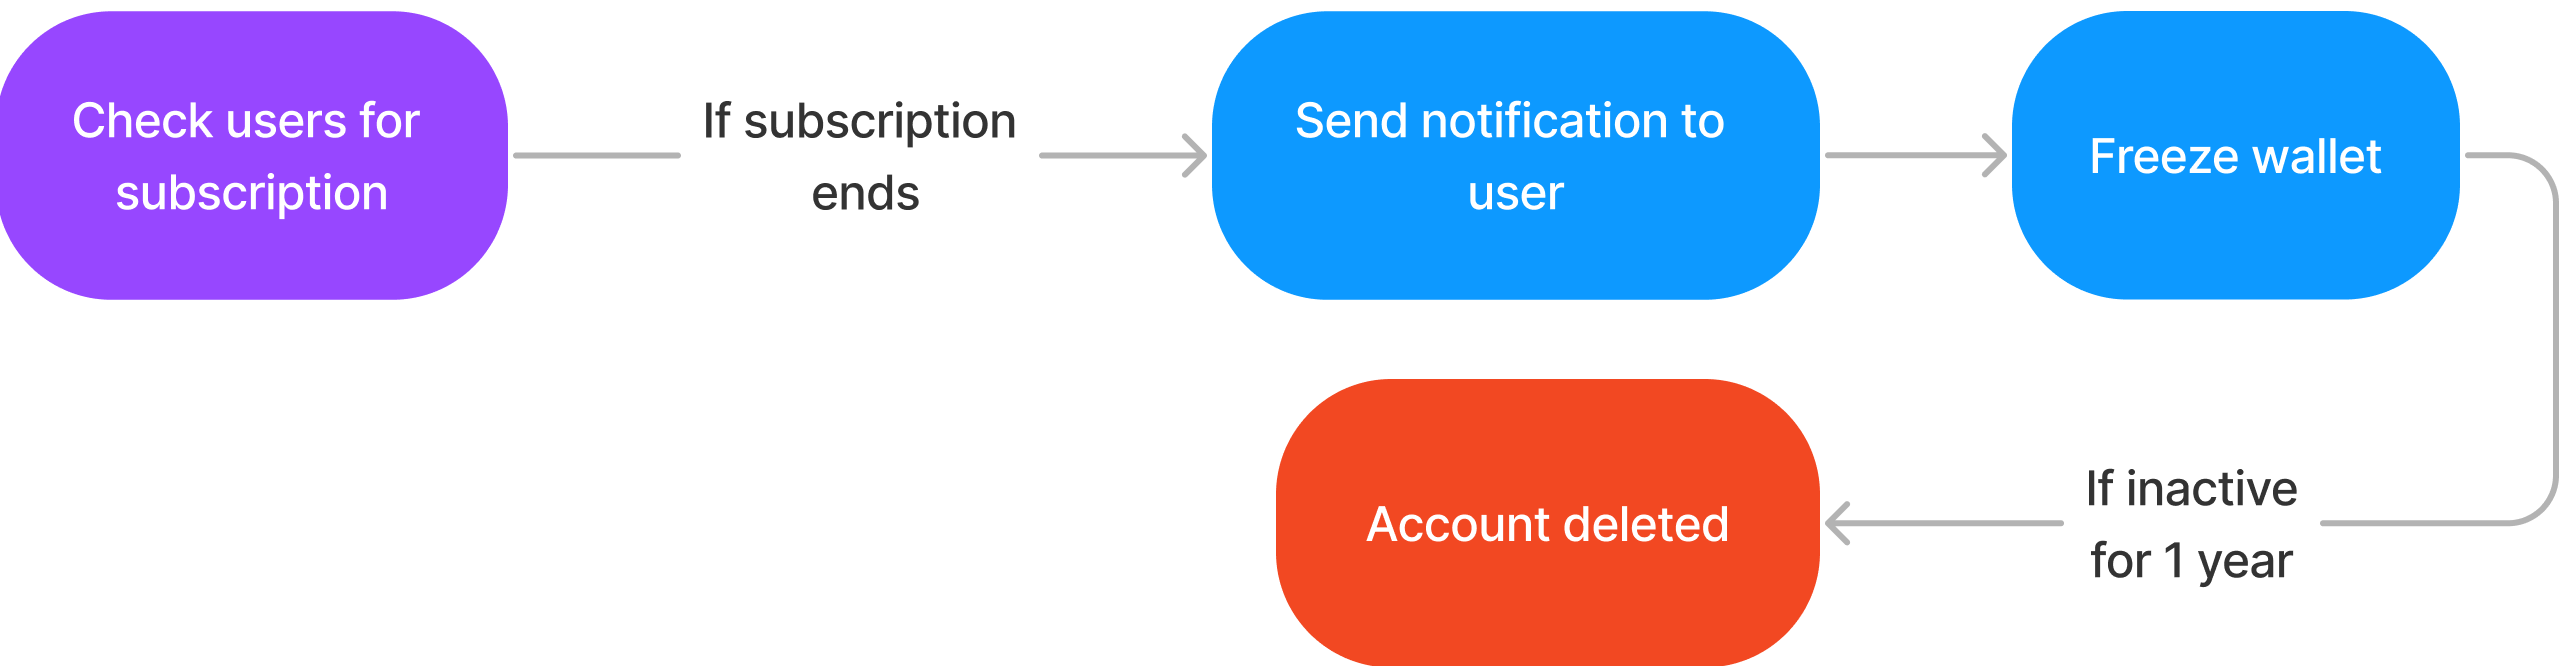 Check users for
subscription
If subscription
ends
Send notification to
user
Freeze wallet
If inactive
for 1 year
Account deleted